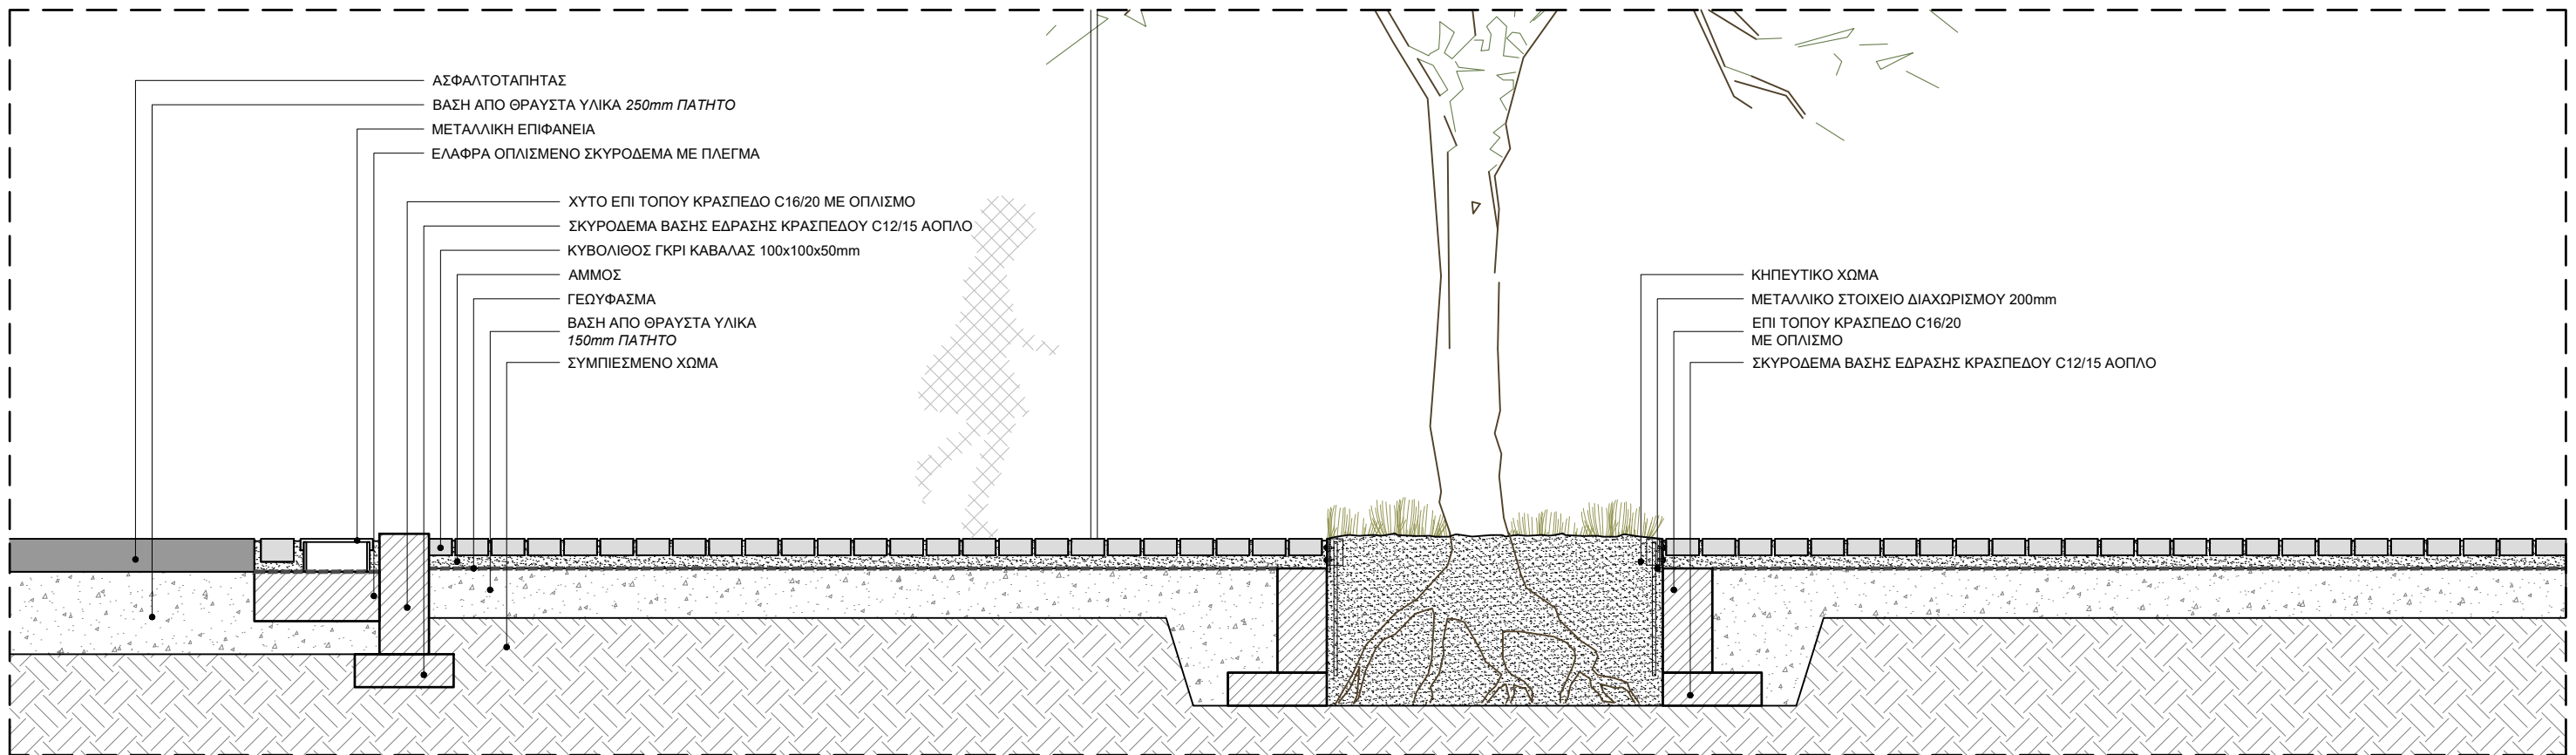 ΑΣΦΑΛΤΟΤΑΠΗΤΑΣ
ΒΑΣΗ ΑΠΟ ΘΡΑΥΣΤΑ ΥΛΙΚΑ 250mm ΠΑΤΗΤΟ
ΜΕΤΑΛΛΙΚΗ ΕΠΙΦΑΝΕΙΑ
ΕΛΑΦΡΑ ΟΠΛΙΣΜΕΝΟ ΣΚΥΡΟΔΕΜΑ ΜΕ ΠΛΕΓΜΑ
ΧΥΤΟ ΕΠΙ ΤΟΠΟΥ ΚΡΑΣΠΕΔΟ C16/20 ΜΕ ΟΠΛΙΣΜΟ
ΣΚΥΡΟΔΕΜΑ ΒΑΣΗΣ ΕΔΡΑΣΗΣ ΚΡΑΣΠΕΔΟΥ C12/15 ΑΟΠΛΟ
ΚΥΒΟΛΙΘΟΣ ΓΚΡΙ ΚΑΒΑΛΑΣ 100x100x50mm
ΑΜΜΟΣ
ΓΕΩΥΦΑΣΜΑ
ΒΑΣΗ ΑΠΟ ΘΡΑΥΣΤΑ ΥΛΙΚΑ
150mm ΠΑΤΗΤΟ
ΣΥΜΠΙΕΣΜΕΝΟ ΧΩΜΑ
ΚΗΠΕΥΤΙΚΟ ΧΩΜΑ
ΜΕΤΑΛΛΙΚΟ ΣΤΟΙΧΕΙΟ ΔΙΑΧΩΡΙΣΜΟΥ 200mm
ΕΠΙ ΤΟΠΟΥ ΚΡΑΣΠΕΔΟ C16/20
ΜΕ ΟΠΛΙΣΜΟ
ΣΚΥΡΟΔΕΜΑ ΒΑΣΗΣ ΕΔΡΑΣΗΣ ΚΡΑΣΠΕΔΟΥ C12/15 ΑΟΠΛΟ